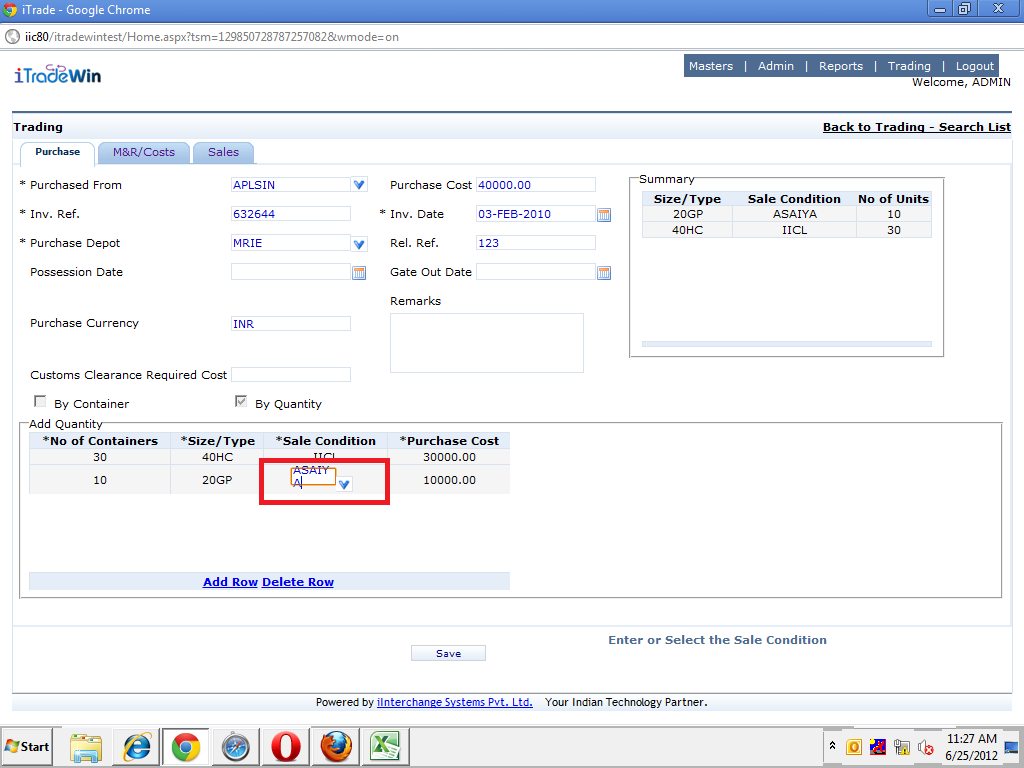 iTrade - Google Chrome
iic80/itradewintest/Home.aspx?tsm=129850728787257082&wmode=on
iTradeWin
Masters | Admin | Reports | Trading | Logout
Welcome, ADMIN
Trading Back to Trading - Search List
Purchase M&R/Costs Sales
* Purchased From APLSIN Purchase Cost 40000.00
* Inv. Ref. 632644 * Inv. Date 03-FEB-2010
* Purchase Depot MRIE Rel. Ref. 123
Possession Date Gate Out Date
Remarks
Purchase Currency INR
Customs Clearance Required Cost
By Container By Quantity
Summary
Size/Type Sale Condition No of Units
20GP ASAIYA 10
40HC IICL 30
Add Quantity
*No of Containers *Size/Type *Sale Condition *Purchase Cost
30 40HC IICL 30000.00
10 20GP ASAIY 10000.00
A
Add Row Delete Row
Enter or Select the Sale Condition
Save
Powered by iInterchange Systems Pvt. Ltd. Your Indian Technology Partner.
Start
11:27 AM
6/25/2012